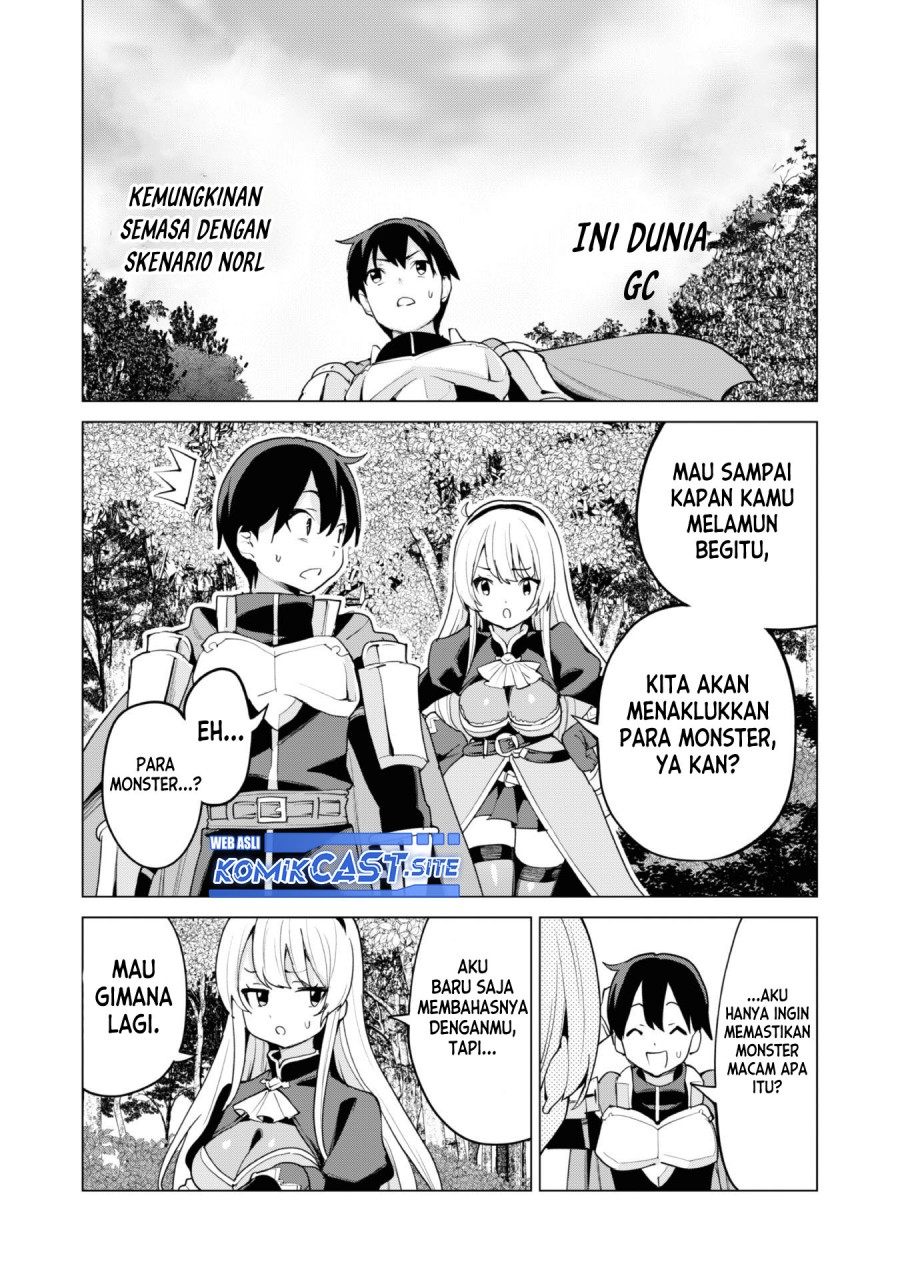 INI DUNIA
GC
KEMUNGKINAN
SEMASA DENGAN
SKENARIO NORL
MAU SAMPAI
KAPAN KAMU
MELAMUN
BEGITU,
KITA AKAN
MENAKLUKKAN
PARA MONSTER,
YA KAN?
EH...
PARA
MONSTER...?
WEB ASLI
KOMIKCAST.SITE
...AKU
HANYA INGIN
MEMASTIKAN
MONSTER
MACAM APA
ITU?
AKU
BARU SAJA
MEMBAHASNYA
DENGANMU,
TAPI...
MAU
GIMANA
LAGI.